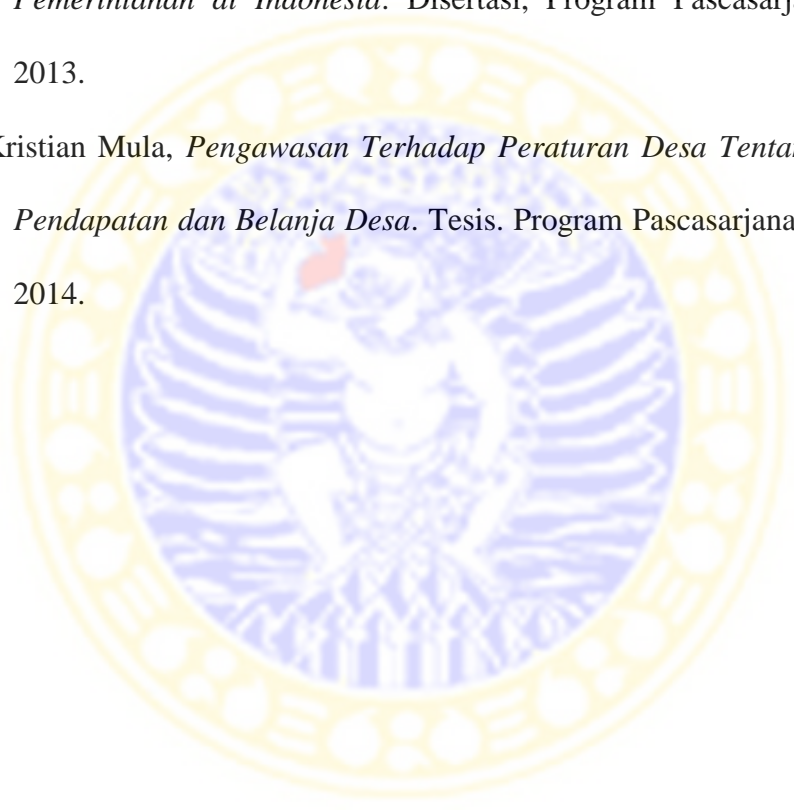 Pemerintahan di Indonesia. Disertasi, Program Pascasarja
2013.
Kristian Mula, Pengawasan Terhadap Peraturan Desa Tenta
Pendapatan dan Belanja Desa. Tesis. Program Pascasarjana
2014.